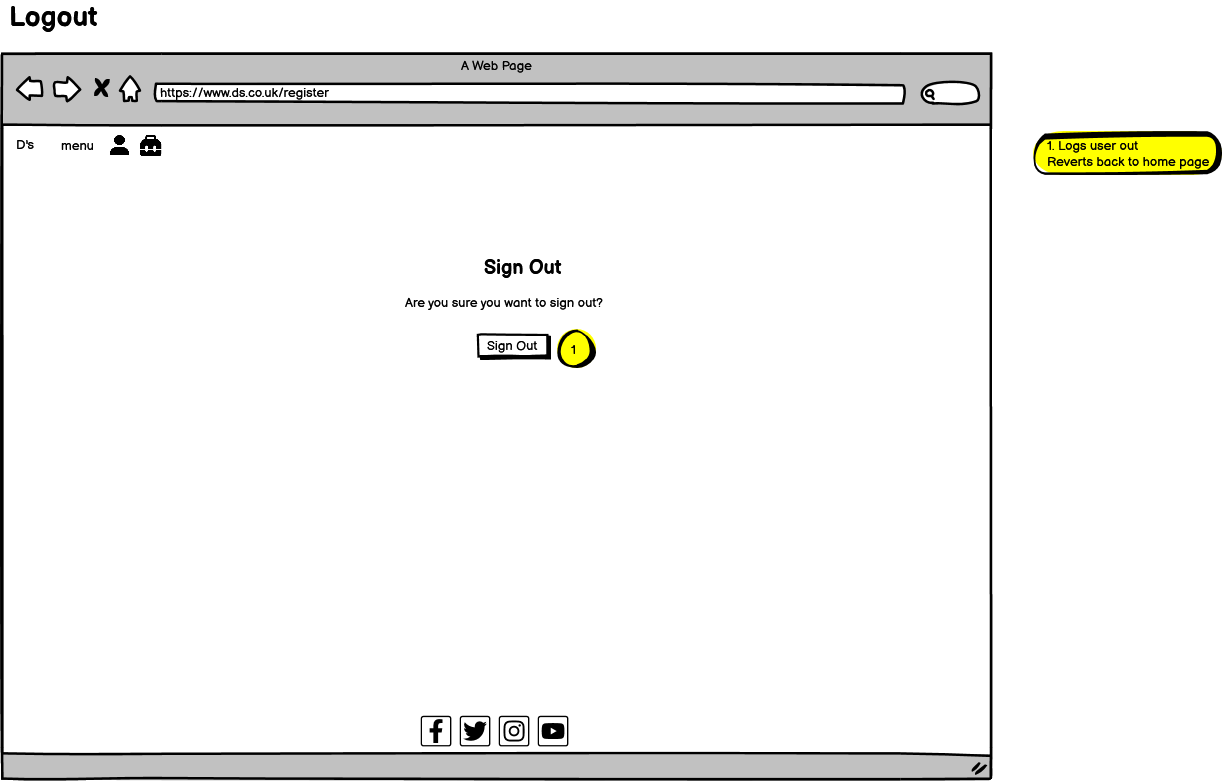 Logout
A Web Page
https://www.ds.co.uk/register
D's menu
1. Logs user out
Reverts back to home page
Sign Out
Are you sure you want to sign out?
Sign Out 1